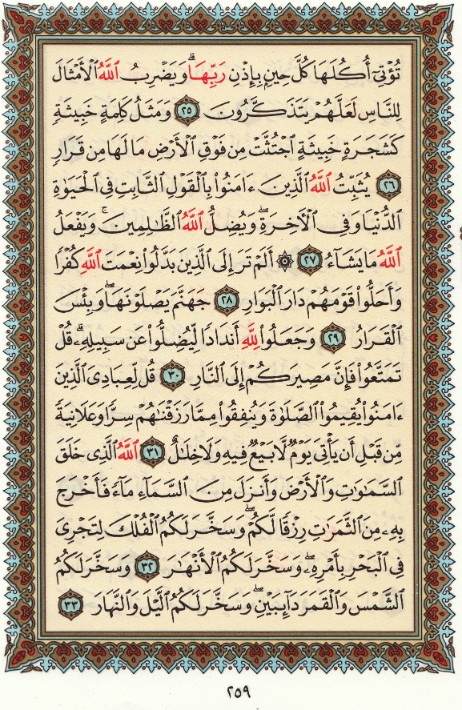 تُؤْتِىٓ أُكُلَهَا كُلَّ حِينٍۭ بِإِذْنِ رَبِّهَا ۗ وَيَضْرِبُ ٱللَّهُ ٱلْأَمْثَالَ
لِلنَّاسِ لَعَلَّهُمْ يَتَذَكَّرُونَ ٢٥ وَمَثَلُ كَلِمَةٍ خَبِيثَةٍ
كَشَجَرَةٍ خَبِيثَةٍ ٱجْتُثَّتْ مِن فَوْقِ ٱلْأَرْضِ مَا لَهَا مِن قَرَارٍ
٢٦ يُثَبِّتُ ٱللَّهُ ٱلَّذِينَ ءَامَنُوا۟ بِٱلْقَوْلِ ٱلثَّابِتِ فِى ٱلْحَيَوٰةِ
ٱلدُّنْيَا وَفِى ٱلْءَاخِرَةِ ۖ وَيُضِلُّ ٱللَّهُ ٱلظَّٰلِمِينَ ۚ وَيَفْعَلُ
ٱللَّهُ مَا يَشَآءُ ٢٧ ۞ أَلَمْ تَرَ إِلَى ٱلَّذِينَ بَدَّلُوا۟ نِعْمَتَ ٱللَّهِ كُفْرًا
وَأَحَلُّوا۟ قَوْمَهُمْ دَارَ ٱلْبَوَارِ ٢٨ جَهَنَّمَ يَصْلَوْنَهَا ۖ وَبِئْسَ
ٱلْقَرَارُ ٢٩ وَجَعَلُوا۟ لِلَّهِ أَندَادًا لِّيُضِلُّوا۟ عَن سَبِيلِهِۦ ۗ قُلْ
تَمَتَّعُوا۟ فَإِنَّ مَصِيرَكُمْ إِلَى ٱلنَّارِ ٣٠ قُل لِّعِبَادِىَ ٱلَّذِينَ
ءَامَنُوا۟ يُقِيمُوا۟ ٱلصَّلَوٰةَ وَيُنفِقُوا۟ مِمَّا رَزَقْنَٰهُمْ سِرًّا وَعَلَانِيَةً
مِّن قَبْلِ أَن يَأْتِىَ يَوْمٌ لَّا بَيْعٌ فِيهِ وَلَا خِلَٰلٌ ٣١ ٱللَّهُ ٱلَّذِى خَلَقَ
ٱلسَّمَٰوَٰتِ وَٱلْأَرْضَ وَأَنزَلَ مِنَ ٱلسَّمَآءِ مَآءً فَأَخْرَجَ
بِهِۦ مِنَ ٱلثَّمَرَٰتِ رِزْقًا لَّكُمْ ۖ وَسَخَّرَ لَكُمُ ٱلْفُلْكَ لِتَجْرِىَ
فِى ٱلْبَحْرِ بِأَمْرِهِۦ ۖ وَسَخَّرَ لَكُمُ ٱلْأَنْهَٰرَ ٣٢ وَسَخَّرَ لَكُمُ
ٱلشَّمْسَ وَٱلْقَمَرَ دَآئِبَيْنِ ۖ وَسَخَّرَ لَكُمُ ٱلَّيْلَ وَٱلنَّهَارَ ٣٣
٢٥٩